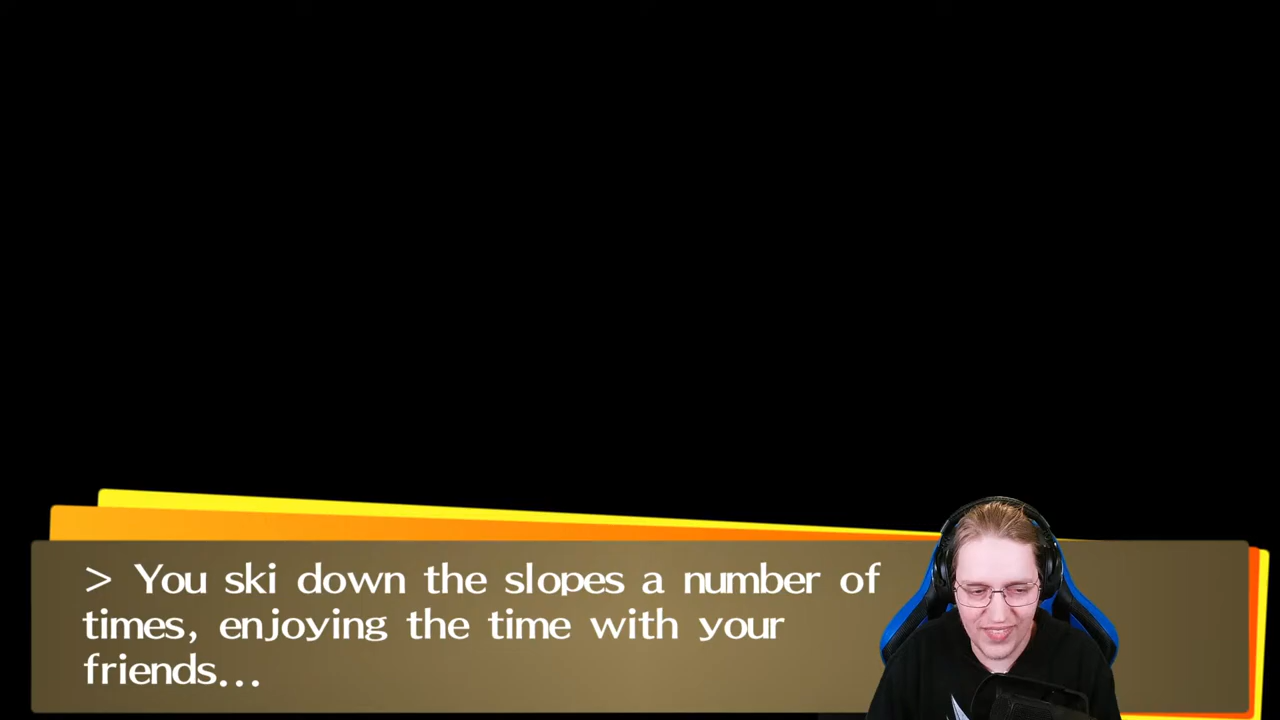 > You ski down the slopes a number of
times, enjoying the time with your
friends...